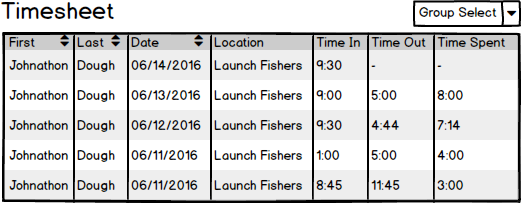 Timesheet
Group Select
First Last Date Location Time In Time Out Time Spent
Johnathon Dough 06/14/2016 Launch Fishers 9:30 - -
Johnathon Dough 06/13/2016 Launch Fishers 9:00 5:00 8:00
Johnathon Dough 06/12/2016 Launch Fishers 9:30 4:44 7:14
Johnathon Dough 06/11/2016 Launch Fishers 1:00 5:00 4:00
Johnathon Dough 06/11/2016 Launch Fishers 8:45 11:45 3:00